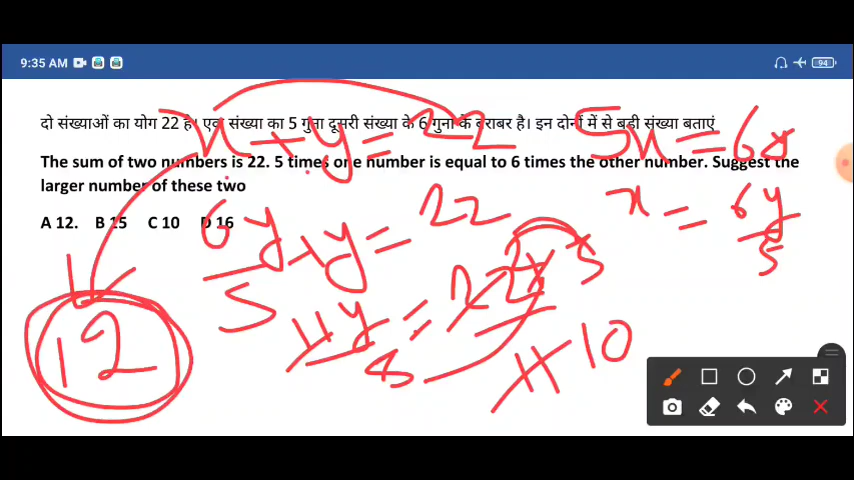 9:35 AM 94
दो संख्याओं का योग 22 है। एक संख्या का 5 गुना दूसरी संख्या के 6 गुना के बराबर है। इन दोनों में से बड़ी संख्या बताएं
x + y = 22 5x = 6y
The sum of two numbers is 22. 5 times one number is equal to 6 times the other number. Suggest the
larger number of these two
x = 6y/5
A 12. B 15 C 10 D 16
6y/5 + y = 22
11y/5 = 22
22 x 5
11
10
12